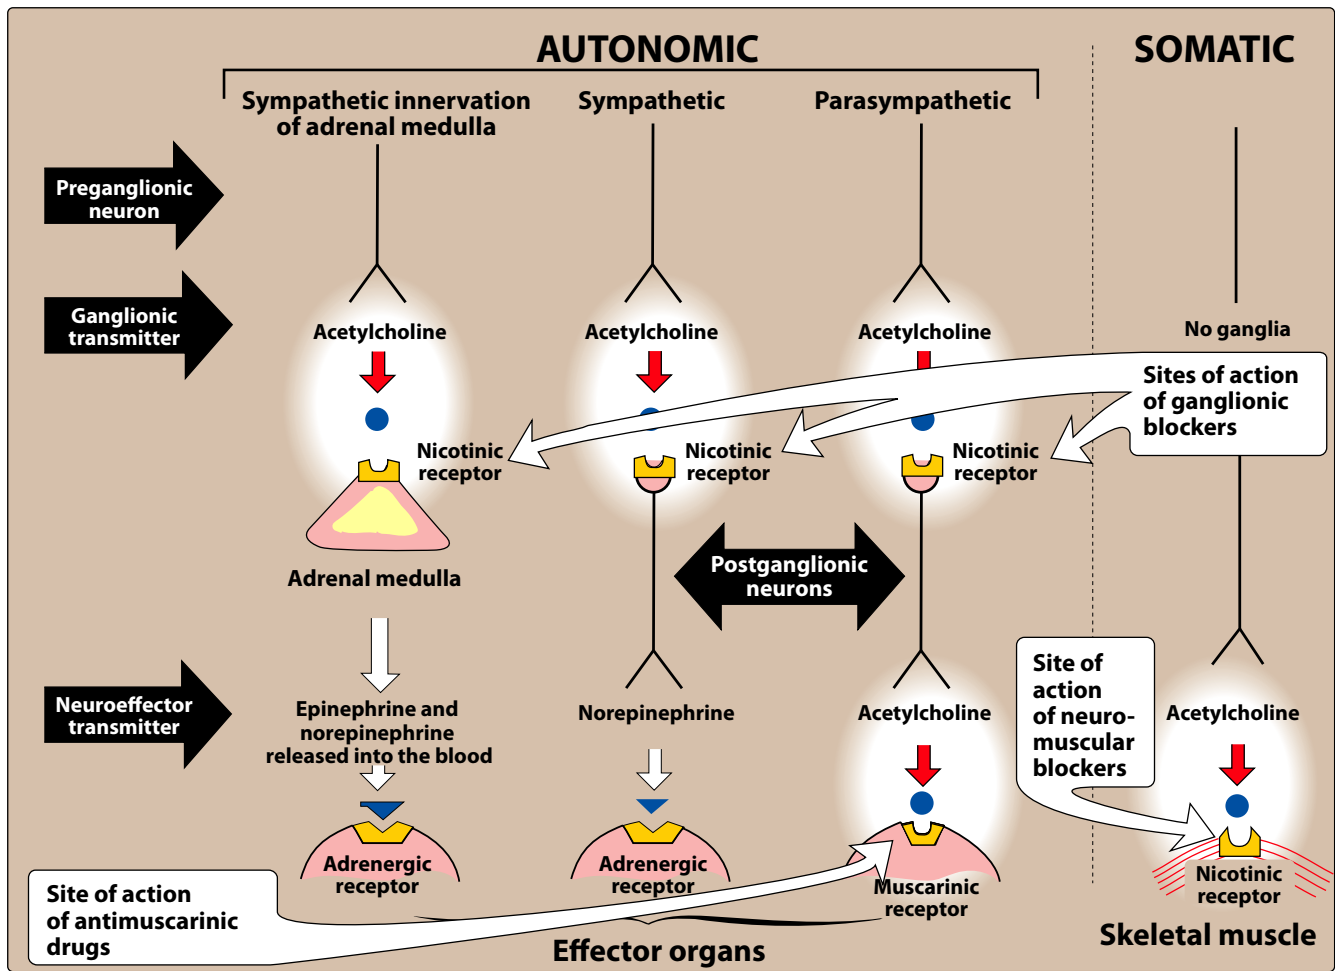 AUTONOMIC
SOMATIC
Sympathetic innervation
of adrenal medulla
Sympathetic
Parasympathetic
Preganglionic
neuron
Ganglionic
transmitter
Acetylcholine
Acetylcholine
Acetylcholine
No ganglia
Sites of action
of ganglionic
blockers
Nicotinic
receptor
Nicotinic
receptor
Nicotinic
receptor
Adrenal medulla
Postganglionic
neurons
Neuroeffector
transmitter
Epinephrine and
norepinephrine
released into the blood
Norepinephrine
Acetylcholine
Site of
action
of neuro-
muscular
blockers
Acetylcholine
Adrenergic
receptor
Adrenergic
receptor
Muscarinic
receptor
Nicotinic
receptor
Site of action
of antimuscarinic
drugs
Effector organs
Skeletal muscle